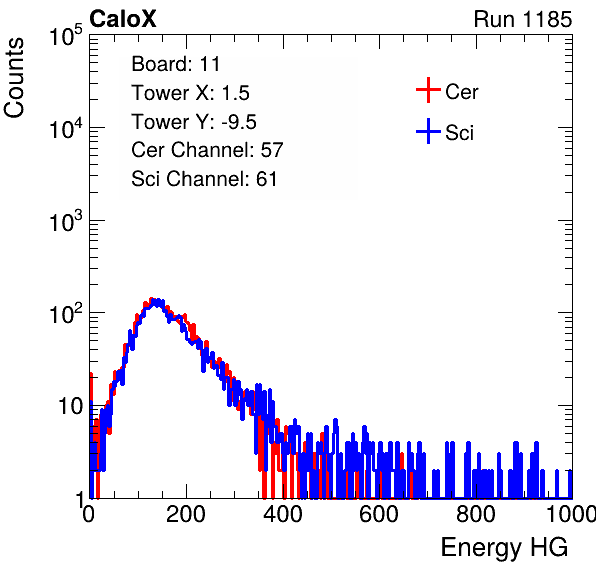 CaloX Run 1185
Counts
Board: 11
Tower X: 1.5
Tower Y: -9.5
Cer Channel: 57
Sci Channel: 61
Cer
Sci
10^5
10^4
10^3
10^2
10
1
0 200 400 600 800 1000
Energy HG